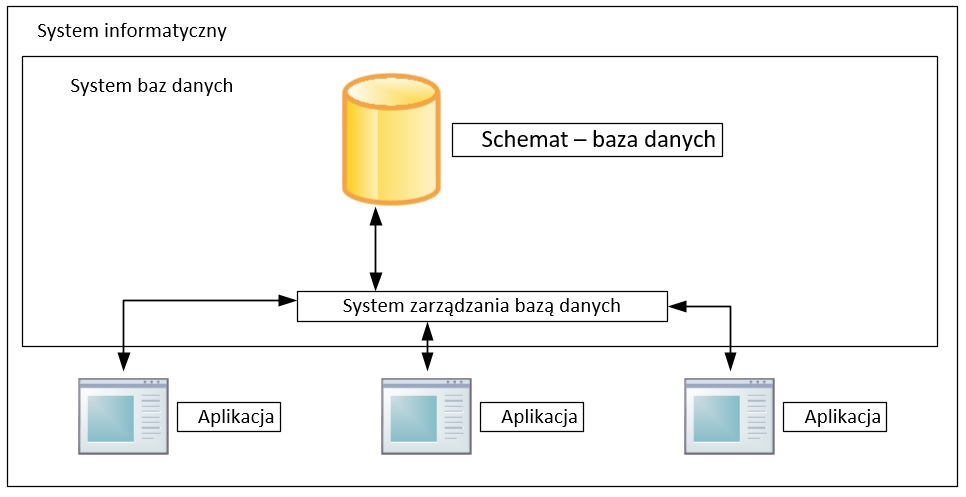 System informatyczny
System baz danych
Schemat – baza danych
System zarządzania bazą danych
Aplikacja
Aplikacja
Aplikacja